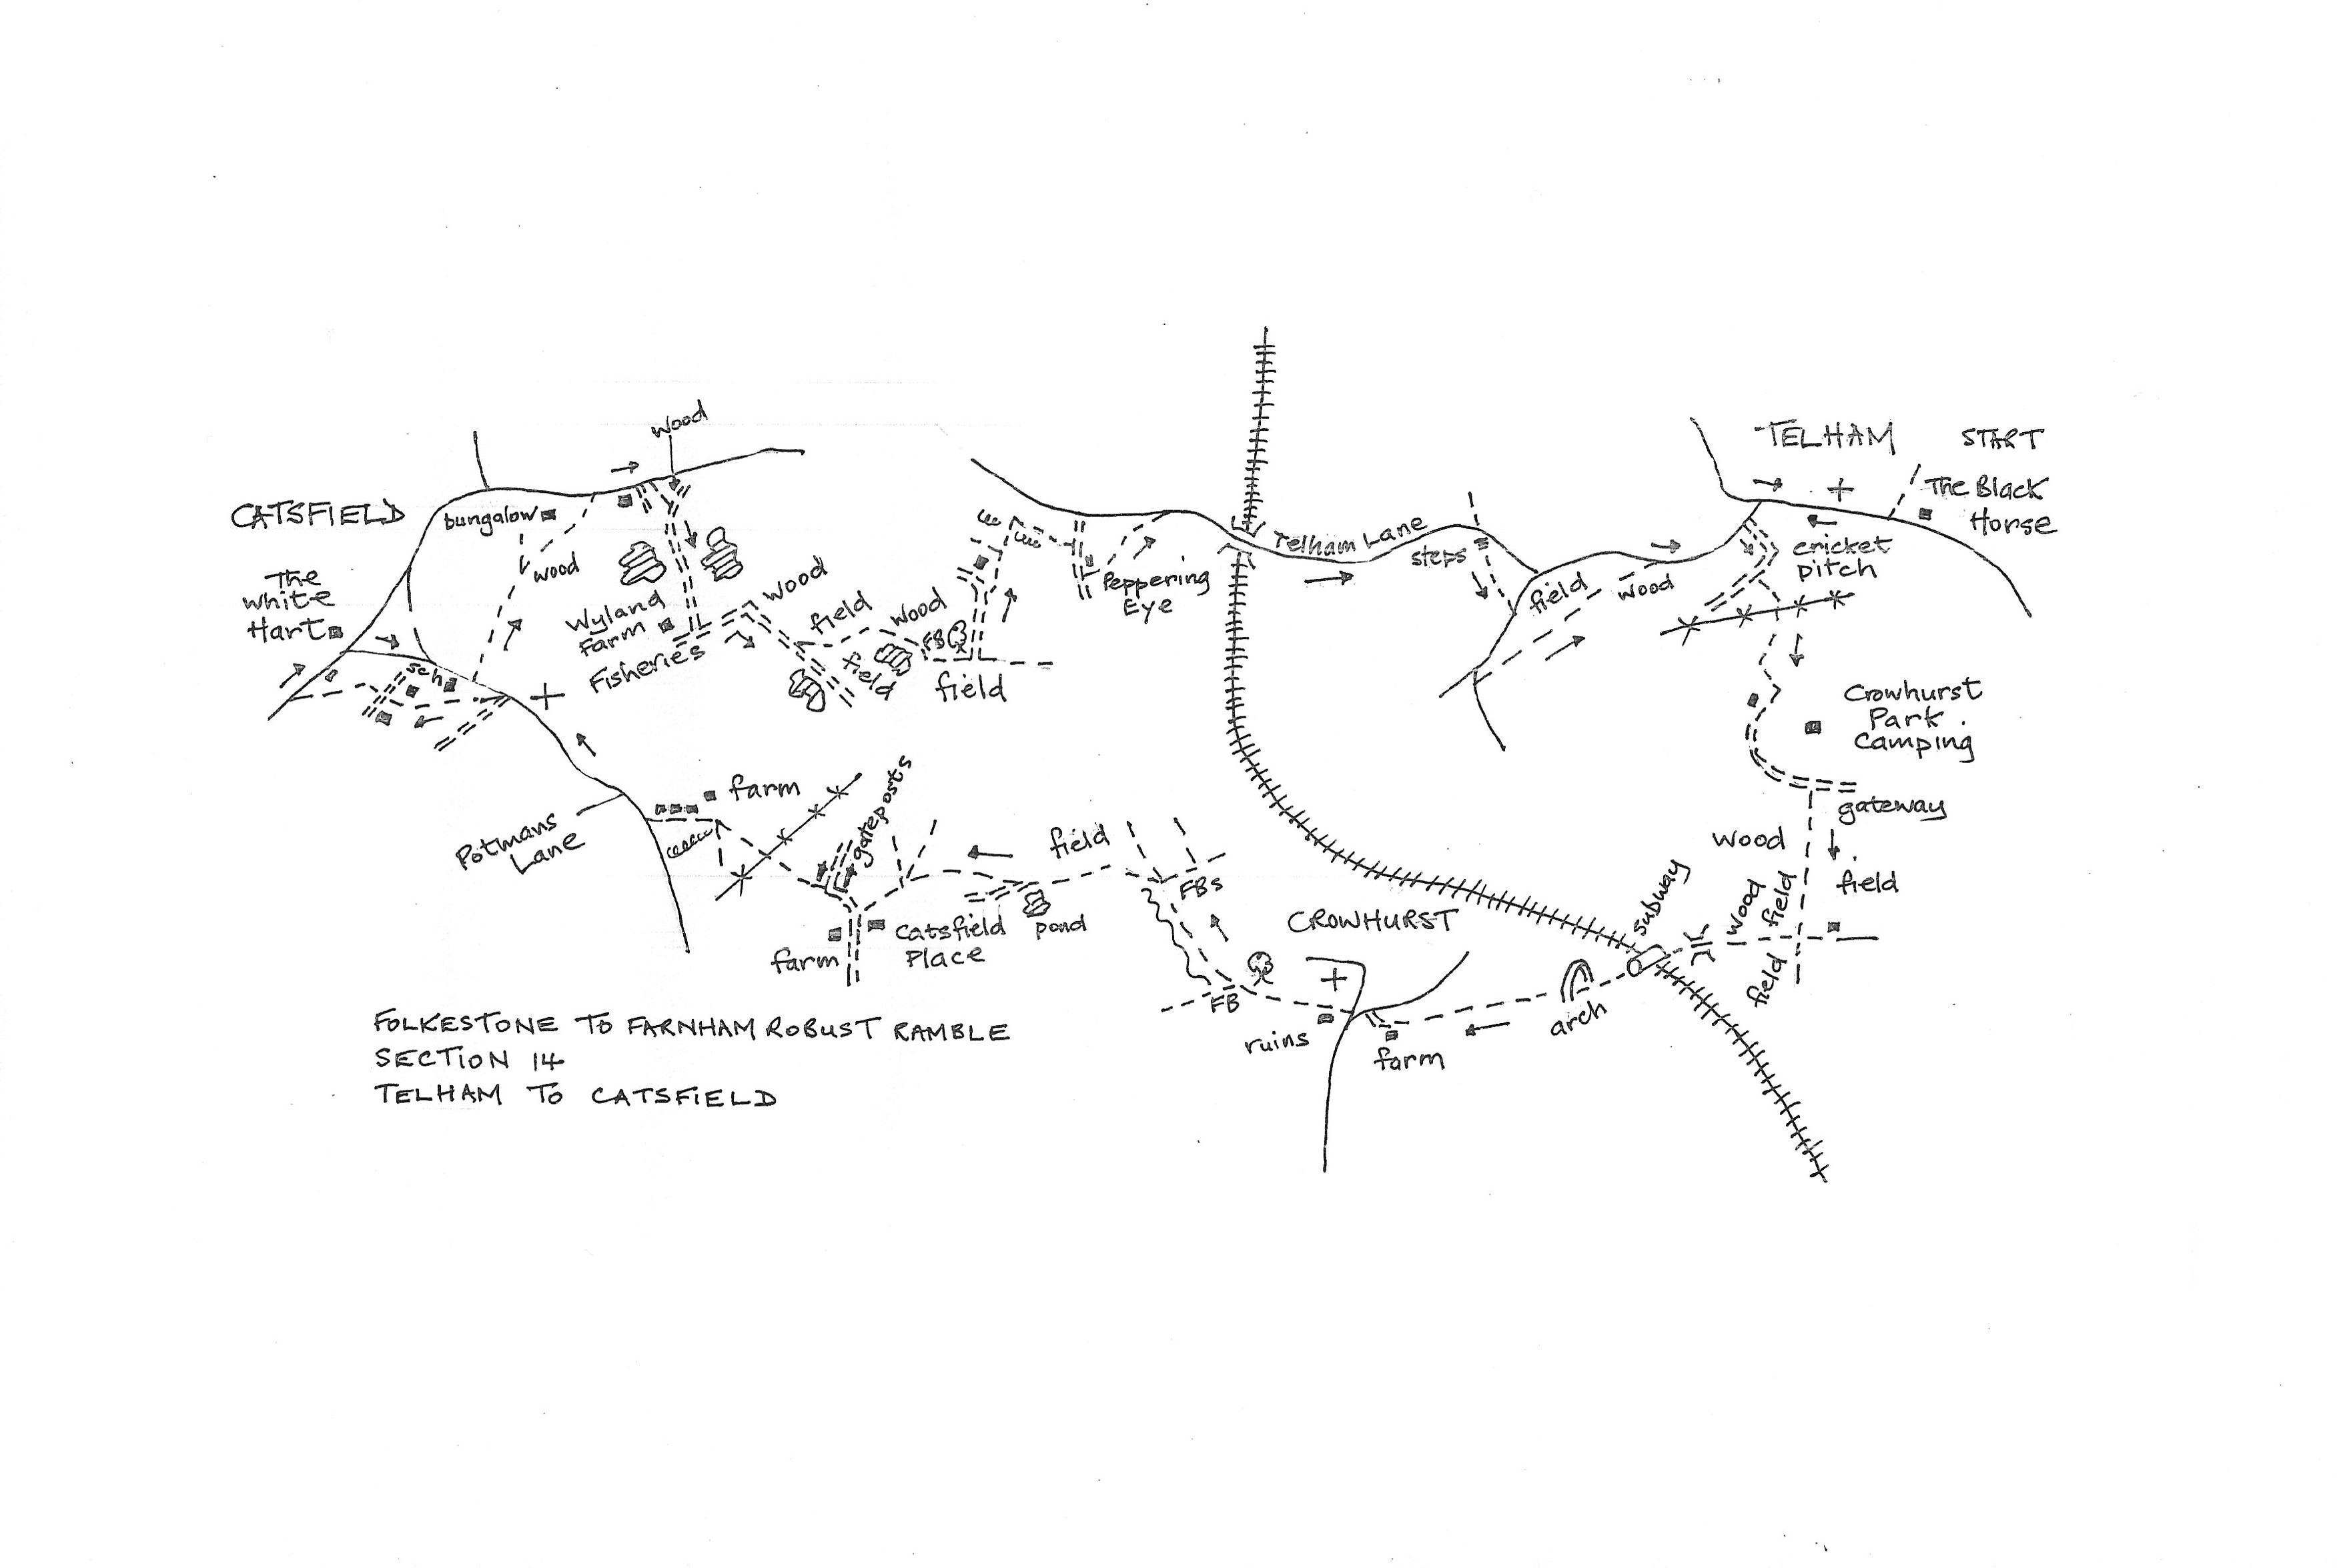 wood
TELHAM
START
CATSFIELD
bungalow
The Black
Horse
The
White
Hart
wood
Telham Lane
steps
cricket
pitch
Wyland
Farm
Fisheries
wood
field
wood
FB
field
field
Peppering
Eye
field
wood
sch
Crowhurst
Park
Camping
gateway
Potmans
Lane
farm
gateposts
field
FBs
wood
field
subway
wood
field
field
CROWHURST
Catsfield
Place
pond
farm
FB
ruins
farm
arch
FOLKESTONE TO FARNHAM ROBUST RAMBLE
SECTION 14
TELHAM TO CATSFIELD